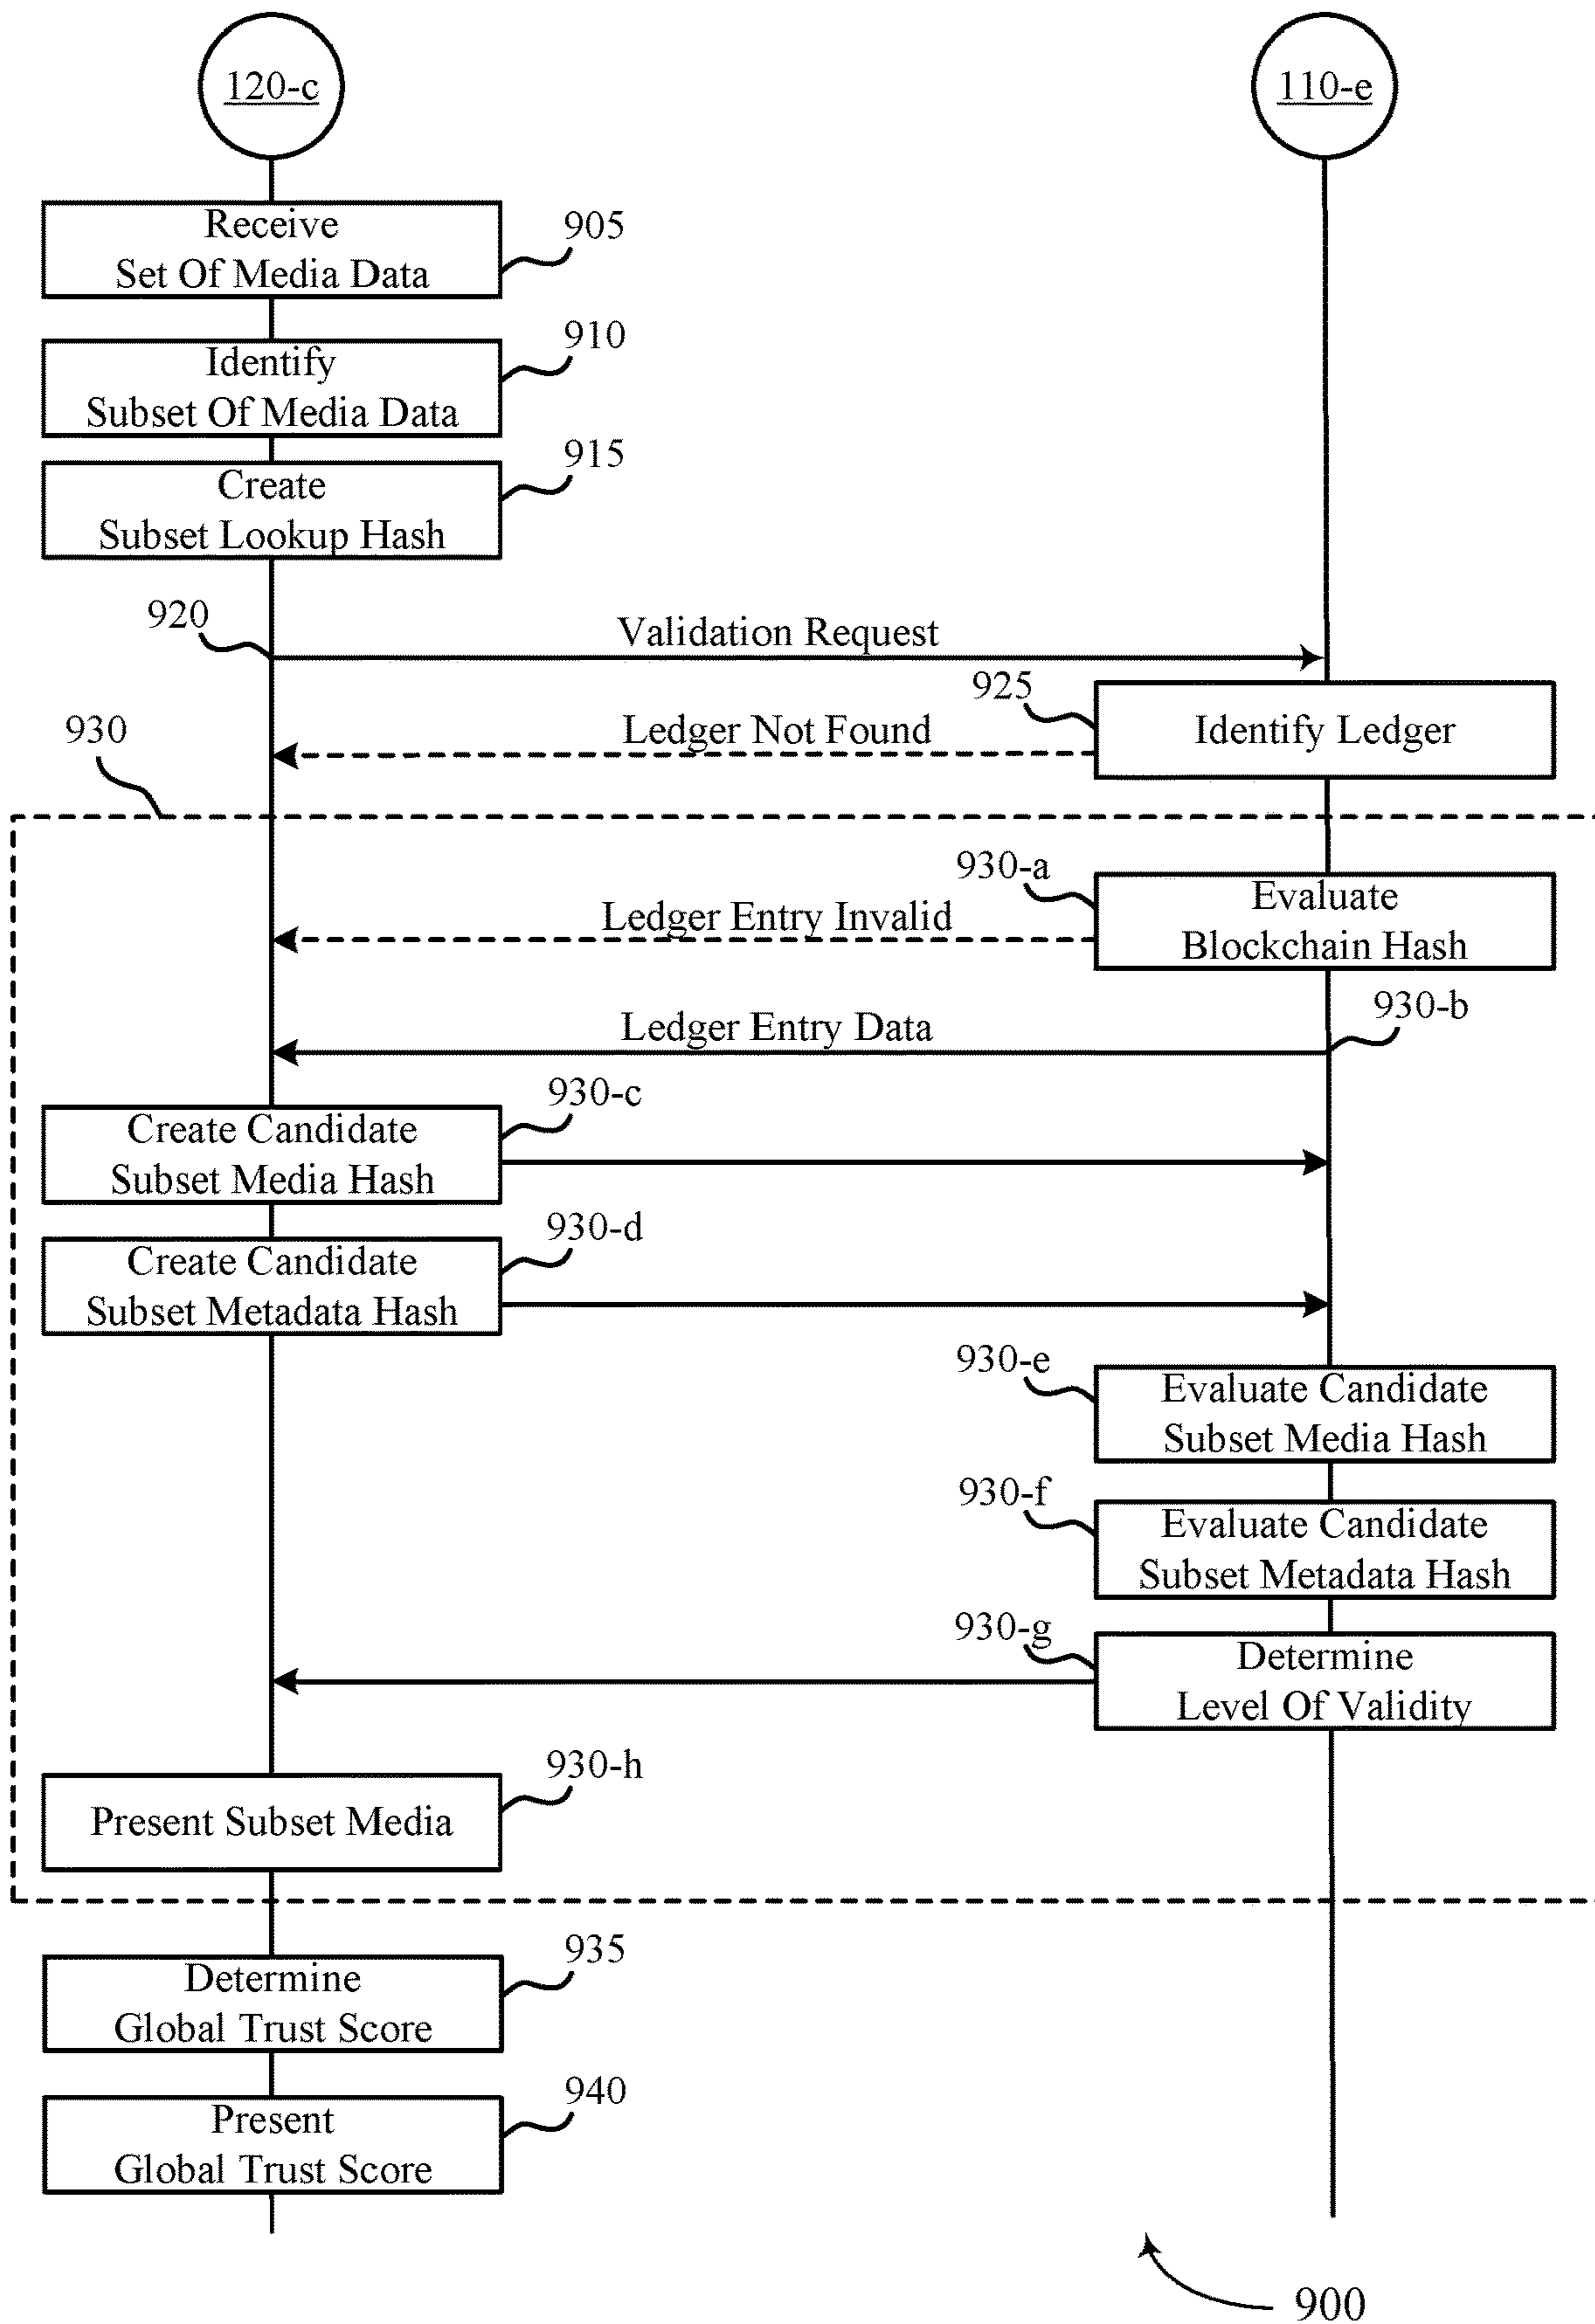 120-c
110-e
Receive
Set Of Media Data
905
Identify
Subset Of Media Data
910
Create
Subset Lookup Hash
915
920
Validation Request
925
Identify Ledger
Ledger Not Found
930
930-a
Evaluate
Blockchain Hash
Ledger Entry Invalid
930-b
Ledger Entry Data
930-c
Create Candidate
Subset Media Hash
930-d
Create Candidate
Subset Metadata Hash
930-e
Evaluate Candidate
Subset Media Hash
930-f
Evaluate Candidate
Subset Metadata Hash
930-g
Determine
Level Of Validity
930-h
Present Subset Media
935
Determine
Global Trust Score
940
Present
Global Trust Score
900